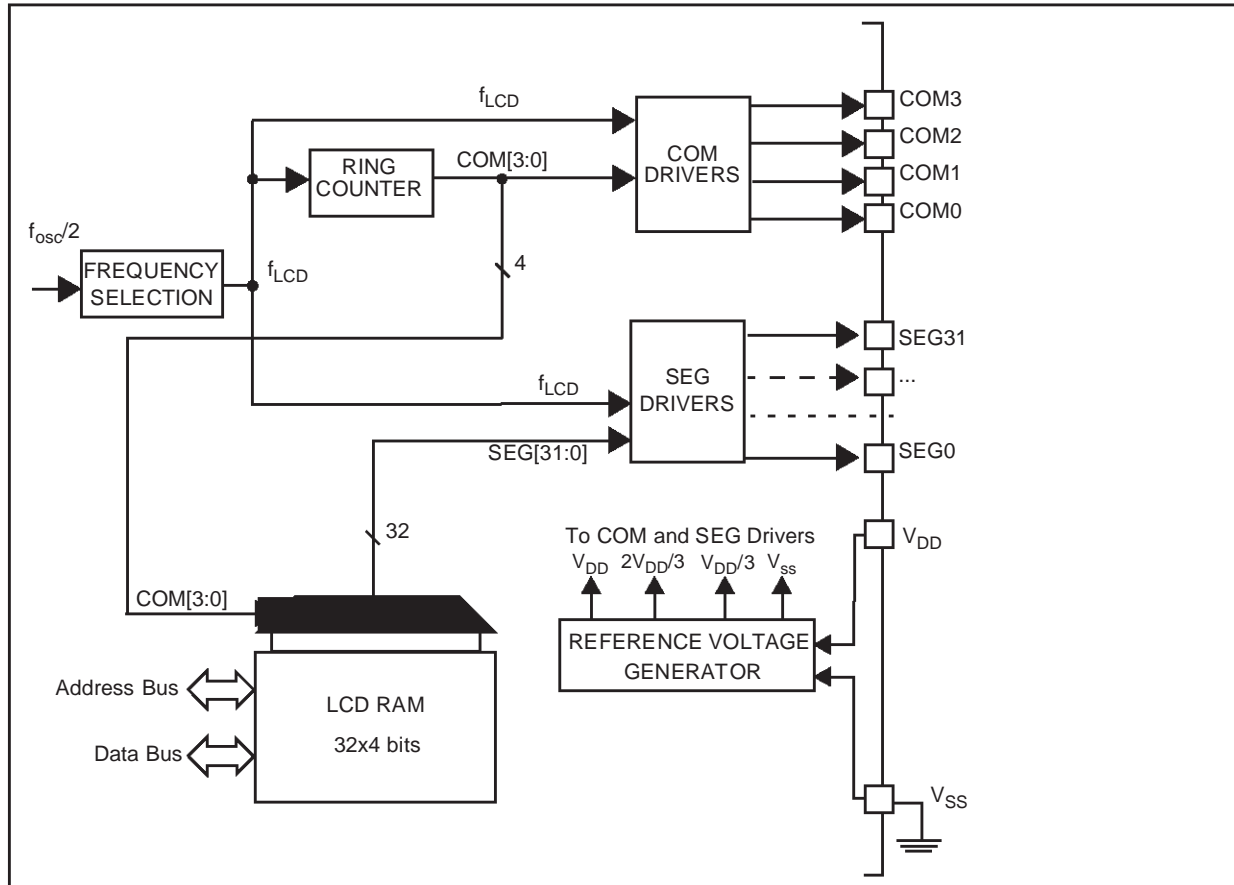 fLCD
COM3
COM2
COM1
COM0
COM
DRIVERS
RING
COUNTER
COM[3:0]
fosc/2
FREQUENCY
SELECTION
fLCD
4
SEG31
...
SEG0
SEG
DRIVERS
fLCD
SEG[31:0]
32
To COM and SEG Drivers
VDD 2VDD/3 VDD/3 Vss
REFERENCE VOLTAGE
GENERATOR
VDD
COM[3:0]
Address Bus
Data Bus
LCD RAM
32x4 bits
VSS